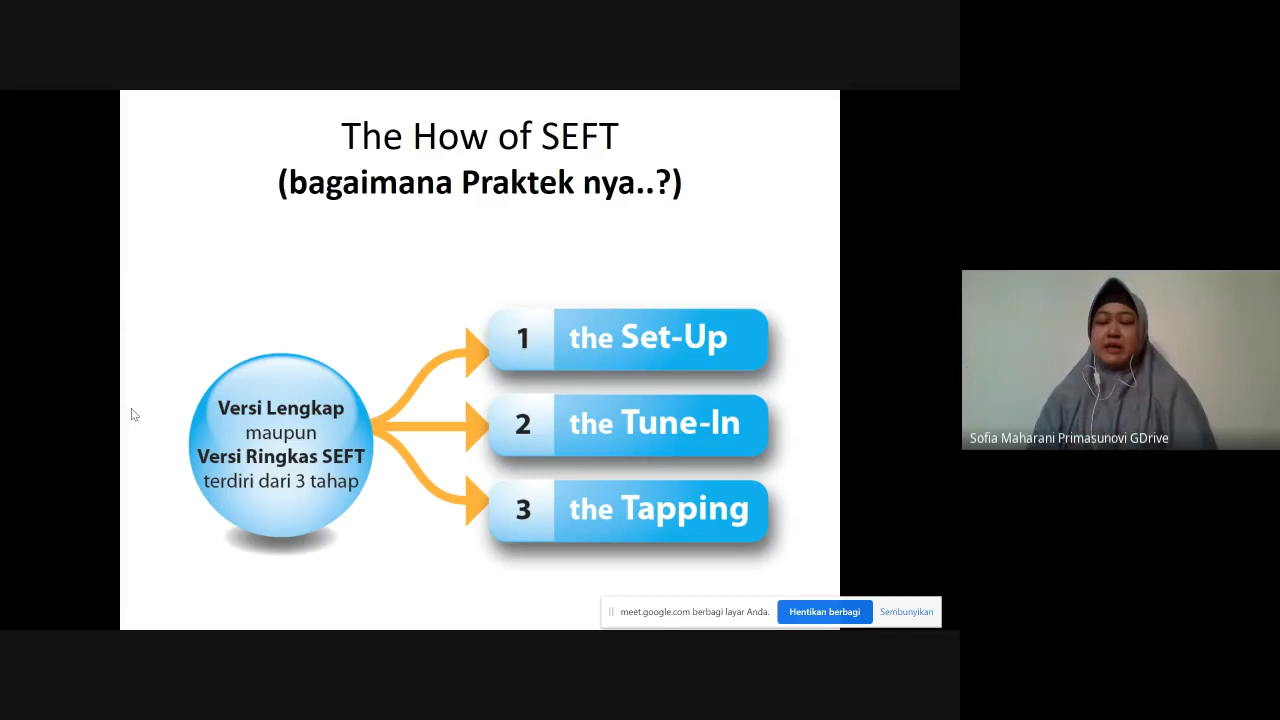 The How of SEFT
(bagaimana Praktek nya..?)
Versi Lengkap
maupun
Versi Ringkas SEFT
terdiri dari 3 tahap
1 the Set-Up
2 the Tune-In
3 the Tapping
Sofia Maharani Primasunovi GDrive
meet.google.com berbagi layar Anda. Hentikan berbagi Sembunyikan